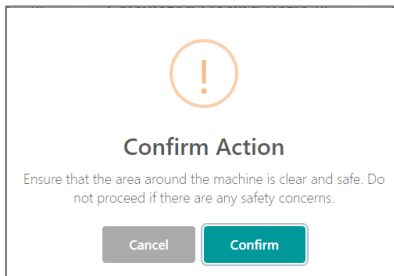 !
Confirm Action
Ensure that the area around the machine is clear and safe. Do
not proceed if there are any safety concerns.
Cancel
Confirm